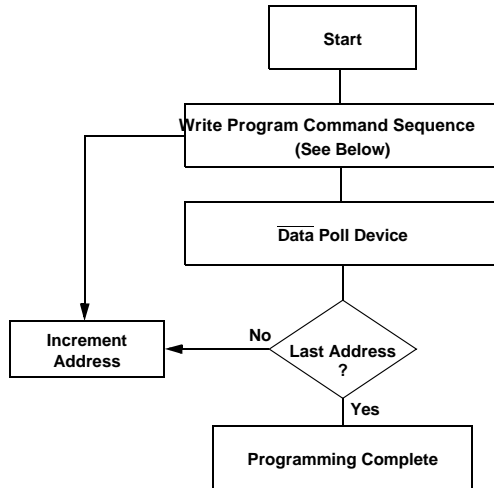 Start
Write Program Command Sequence
(See Below)
Data Poll Device
Increment
Address
No
Last Address
?
Yes
Programming Complete